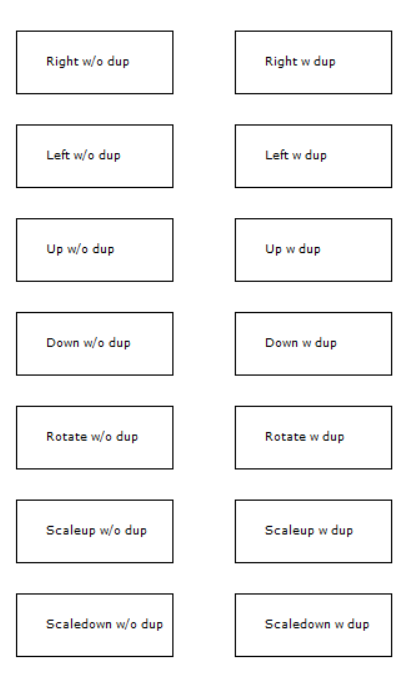 Right w/o dup
Right w dup
Left w/o dup
Left w dup
Up w/o dup
Up w dup
Down w/o dup
Down w dup
Rotate w/o dup
Rotate w dup
Scaleup w/o dup
Scaleup w dup
Scaledown w/o dup
Scaledown w dup